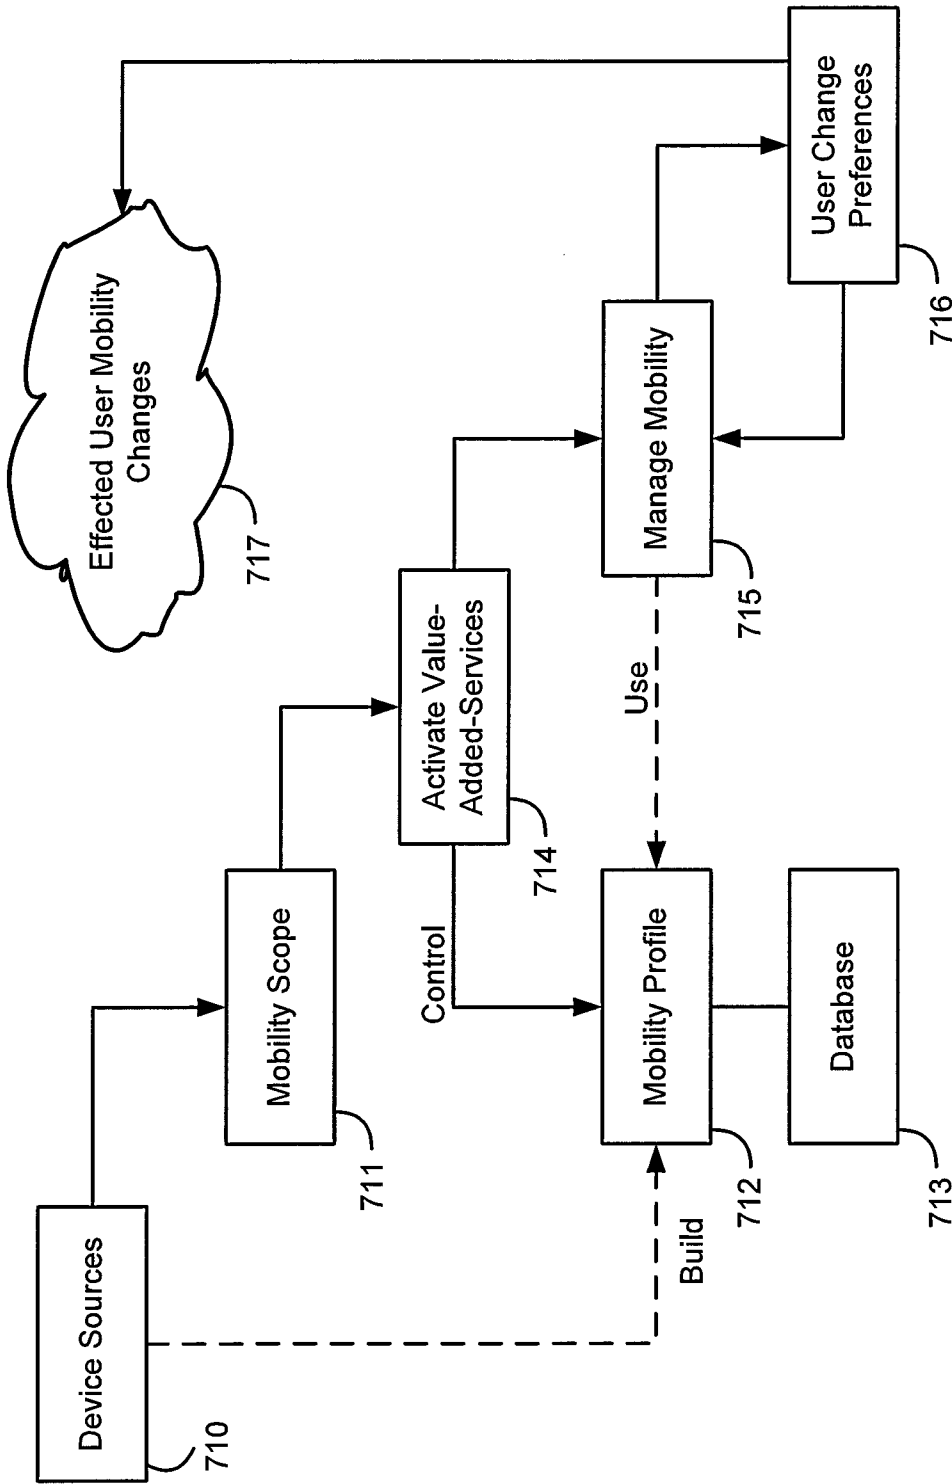 Device Sources
710
Mobility Scope
711
Activate Value-
Added-Services
714
Effected User Mobility
Changes
717
Control
Build
Mobility Profile
712
Use
Manage Mobility
715
Database
713
User Change
Preferences
716